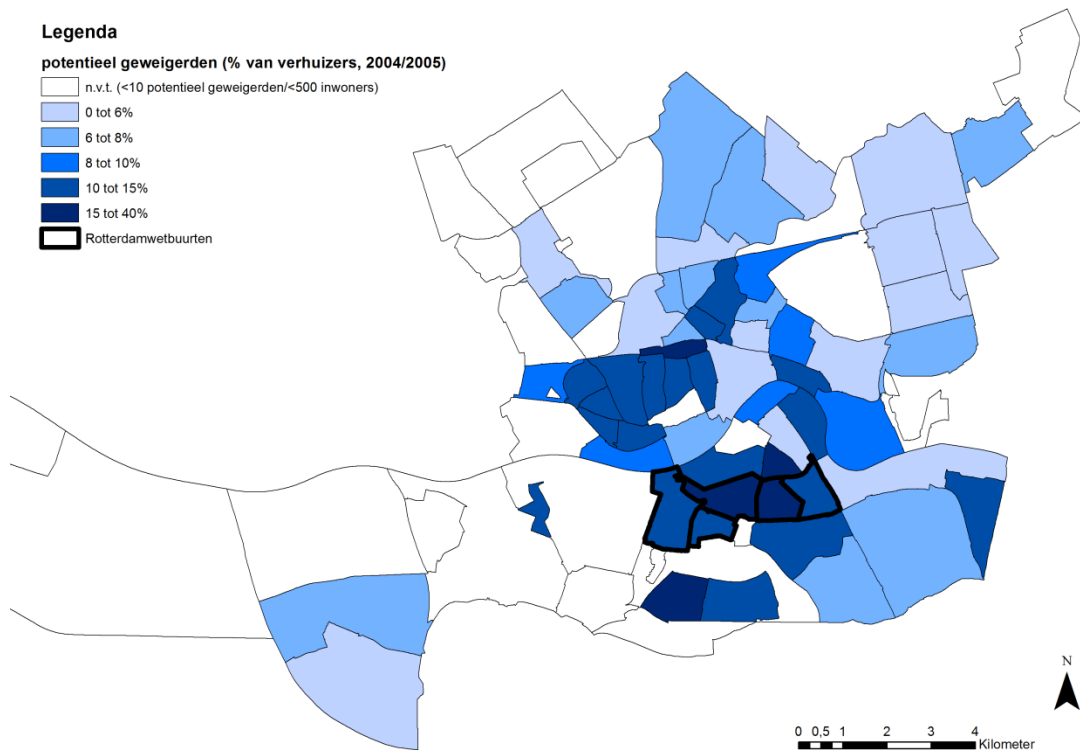 Legenda
potentieel geweigerden (% van verhuizers, 2004/2005)
n.v.t. (<10 potentieel geweigerden/<500 inwoners)
0 tot 6%
6 tot 8%
8 tot 10%
10 tot 15%
15 tot 40%
Rotterdamwetbuurten
N
0 0,5 1 2 3 4
Kilometer